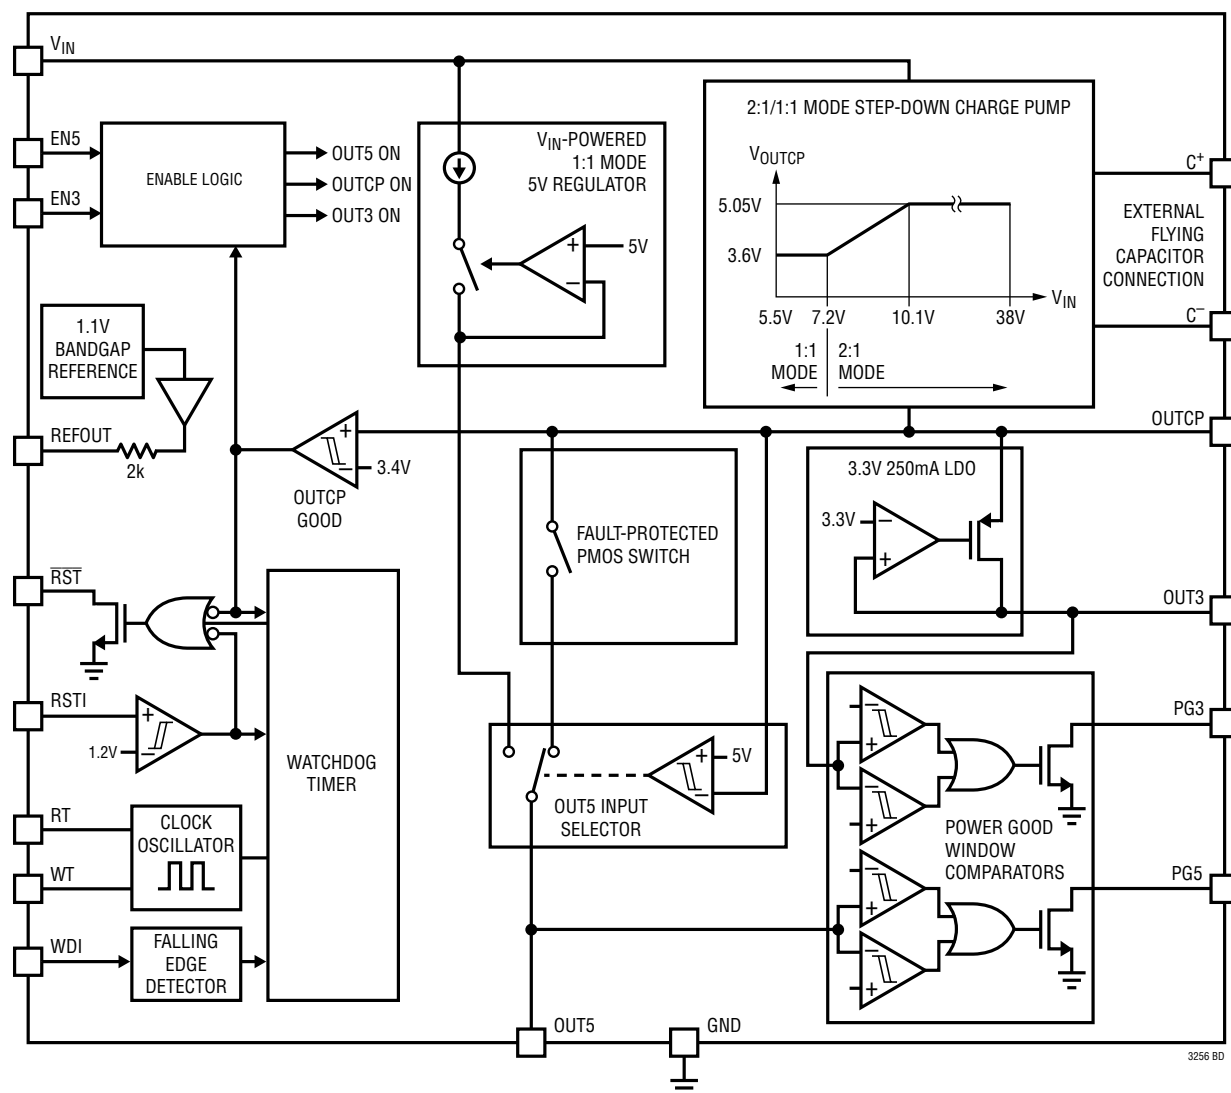 VIN
EN5
EN3
ENABLE LOGIC
OUT5 ON
OUTCP ON
OUT3 ON
VIN-POWERED
1:1 MODE
5V REGULATOR
+
5V
–
2:1/1:1 MODE STEP-DOWN CHARGE PUMP
VOUTCP
5.05V
3.6V
VIN
5.5V
7.2V
10.1V
38V
1:1
MODE
2:1
MODE
C+
EXTERNAL
FLYING
CAPACITOR
CONNECTION
C–
1.1V
BANDGAP
REFERENCE
REFOUT
2k
+
–
3.4V
OUTCP
GOOD
OUTCP
FAULT-PROTECTED
PMOS SWITCH
3.3V 250mA LDO
3.3V
–
+
OUT3
RST
RSTI
+
1.2V
–
WATCHDOG
TIMER
RT
WT
CLOCK
OSCILLATOR
WDI
FALLING
EDGE
DETECTOR
+
5V
–
OUT5 INPUT
SELECTOR
–
+
–
+
PG3
POWER GOOD
WINDOW
COMPARATORS
–
+
–
+
PG5
OUT5
GND
3256 BD